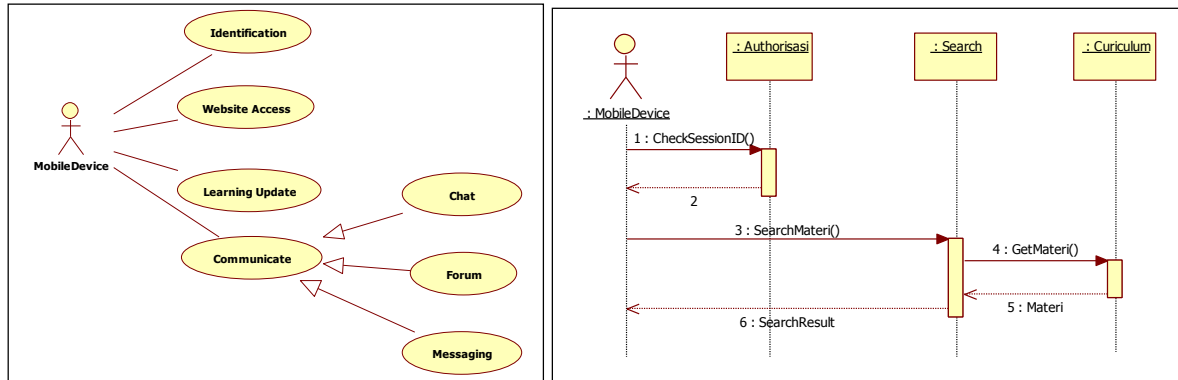 Identification
Website Access
MobileDevice
Learning Update
Chat
Communicate
Forum
Messaging
: Authorisasi
: Search
: Curiculum
: MobileDevice
1 : CheckSessionID()
2
3 : SearchMateri()
4 : GetMateri()
5 : Materi
6 : SearchResult